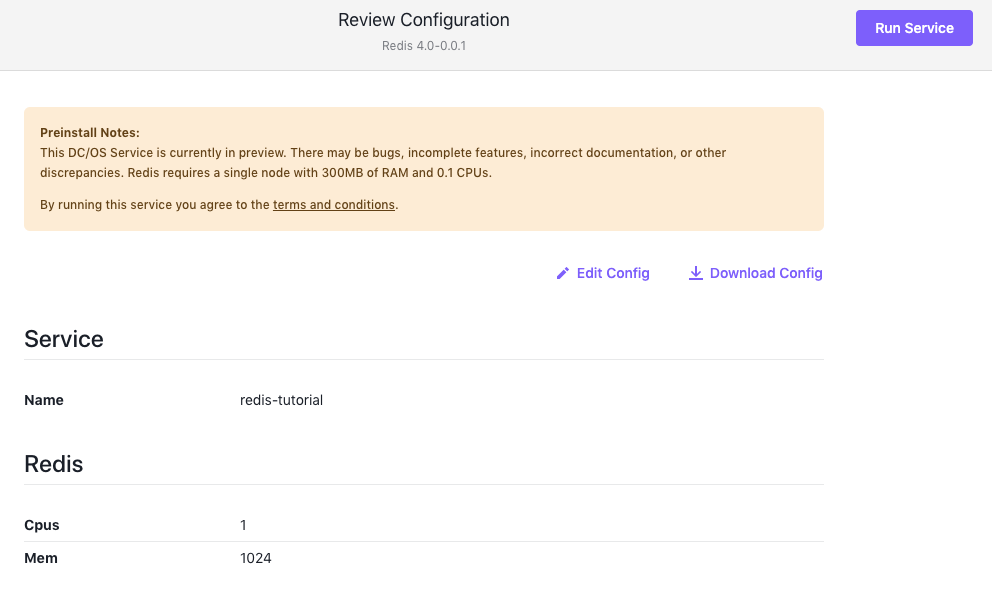 Review Configuration
Redis 4.0-0.0.1
Run Service
Preinstall Notes:
This DC/OS Service is currently in preview. There may be bugs, incomplete features, incorrect documentation, or other
discrepancies. Redis requires a single node with 300MB of RAM and 0.1 CPUs.
By running this service you agree to the terms and conditions.
Edit Config
Download Config
Service
Name redis-tutorial
Redis
Cpus 1
Mem 1024